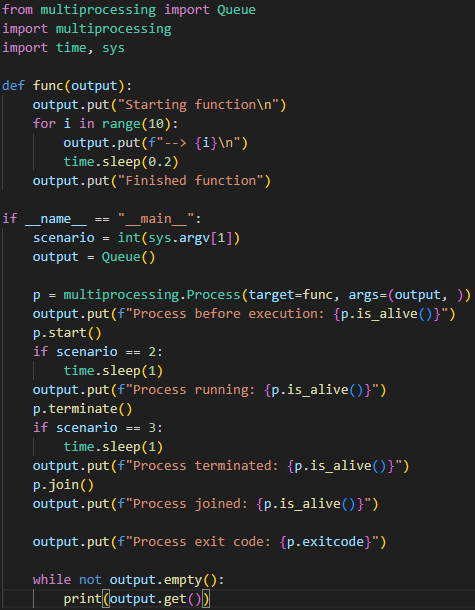 from multiprocessing import Queue
import multiprocessing
import time, sys

def func(output):
    output.put("Starting function\n")
    for i in range(10):
        output.put(f"--> {i}\n")
        time.sleep(0.2)
    output.put("Finished function")

if __name__ == "__main__":
    scenario = int(sys.argv[1])
    output = Queue()

    p = multiprocessing.Process(target=func, args=(output, ))
    output.put(f"Process before execution: {p.is_alive()}")
    p.start()
    if scenario == 2:
        time.sleep(1)
    output.put(f"Process running: {p.is_alive()}")
    p.terminate()
    if scenario == 3:
        time.sleep(1)
    output.put(f"Process terminated: {p.is_alive()}")
    p.join()
    output.put(f"Process joined: {p.is_alive()}")

    output.put(f"Process exit code: {p.exitcode}")

    while not output.empty():
        print(output.get())